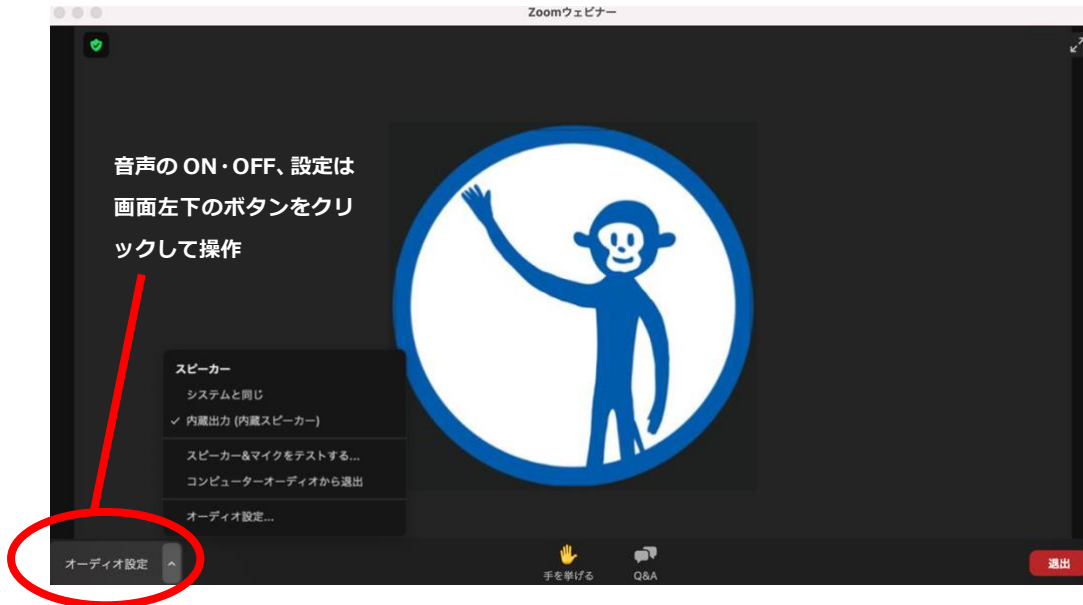 Zoomウェビナー
音声の ON・OFF、設定は
画面左下のボタンをクリ
ックして操作
スピーカー
システムと同じ
✓ 内蔵出力 (内蔵スピーカー)
スピーカー&マイクをテストする...
コンピューターオーディオから退出
オーディオ設定...
オーディオ設定
手を挙げる
Q&A
退出